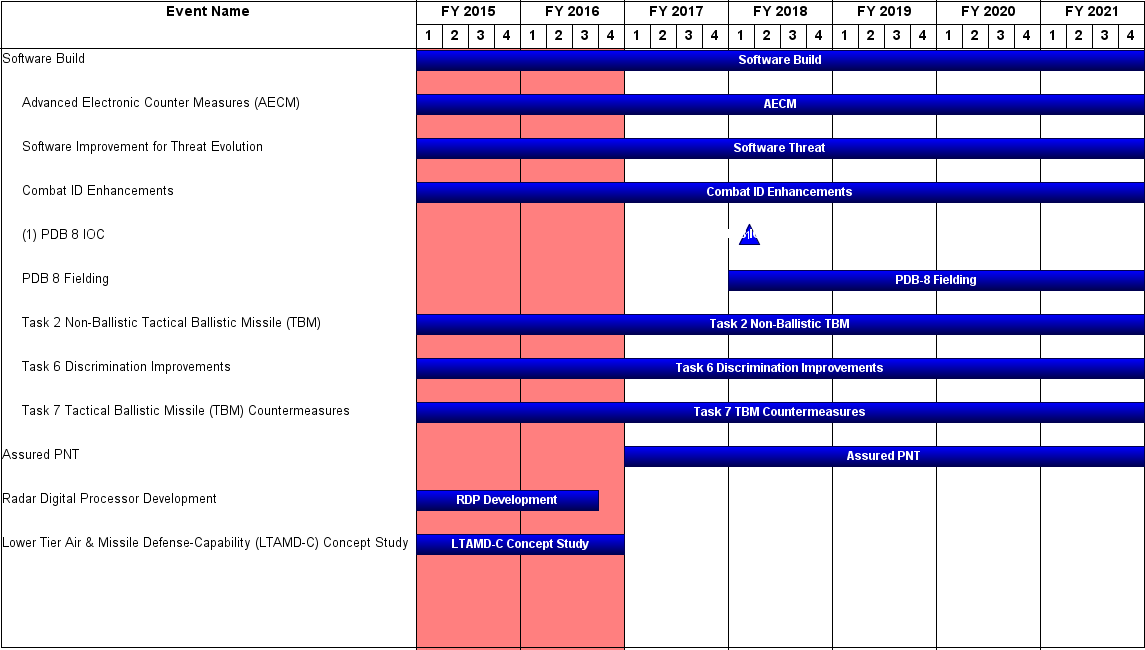 Event Name FY 2015 FY 2016 FY 2017 FY 2018 FY 2019 FY 2020 FY 2021
1 2 3 4 1 2 3 4 1 2 3 4 1 2 3 4 1 2 3 4 1 2 3 4 1 2 3 4
Software Build Software Build
Advanced Electronic Counter Measures (AECM) AECM
Software Improvement for Threat Evolution Software Threat
Combat ID Enhancements Combat ID Enhancements
(1) PDB 8 IOC
PDB 8 Fielding PDB-8 Fielding
Task 2 Non-Ballistic Tactical Ballistic Missile (TBM) Task 2 Non-Ballistic TBM
Task 6 Discrimination Improvements Task 6 Discrimination Improvements
Task 7 Tactical Ballistic Missile (TBM) Countermeasures Task 7 TBM Countermeasures
Assured PNT Assured PNT
Radar Digital Processor Development RDP Development
Lower Tier Air & Missile Defense-Capability (LTAMD-C) Concept Study LTAMD-C Concept Study